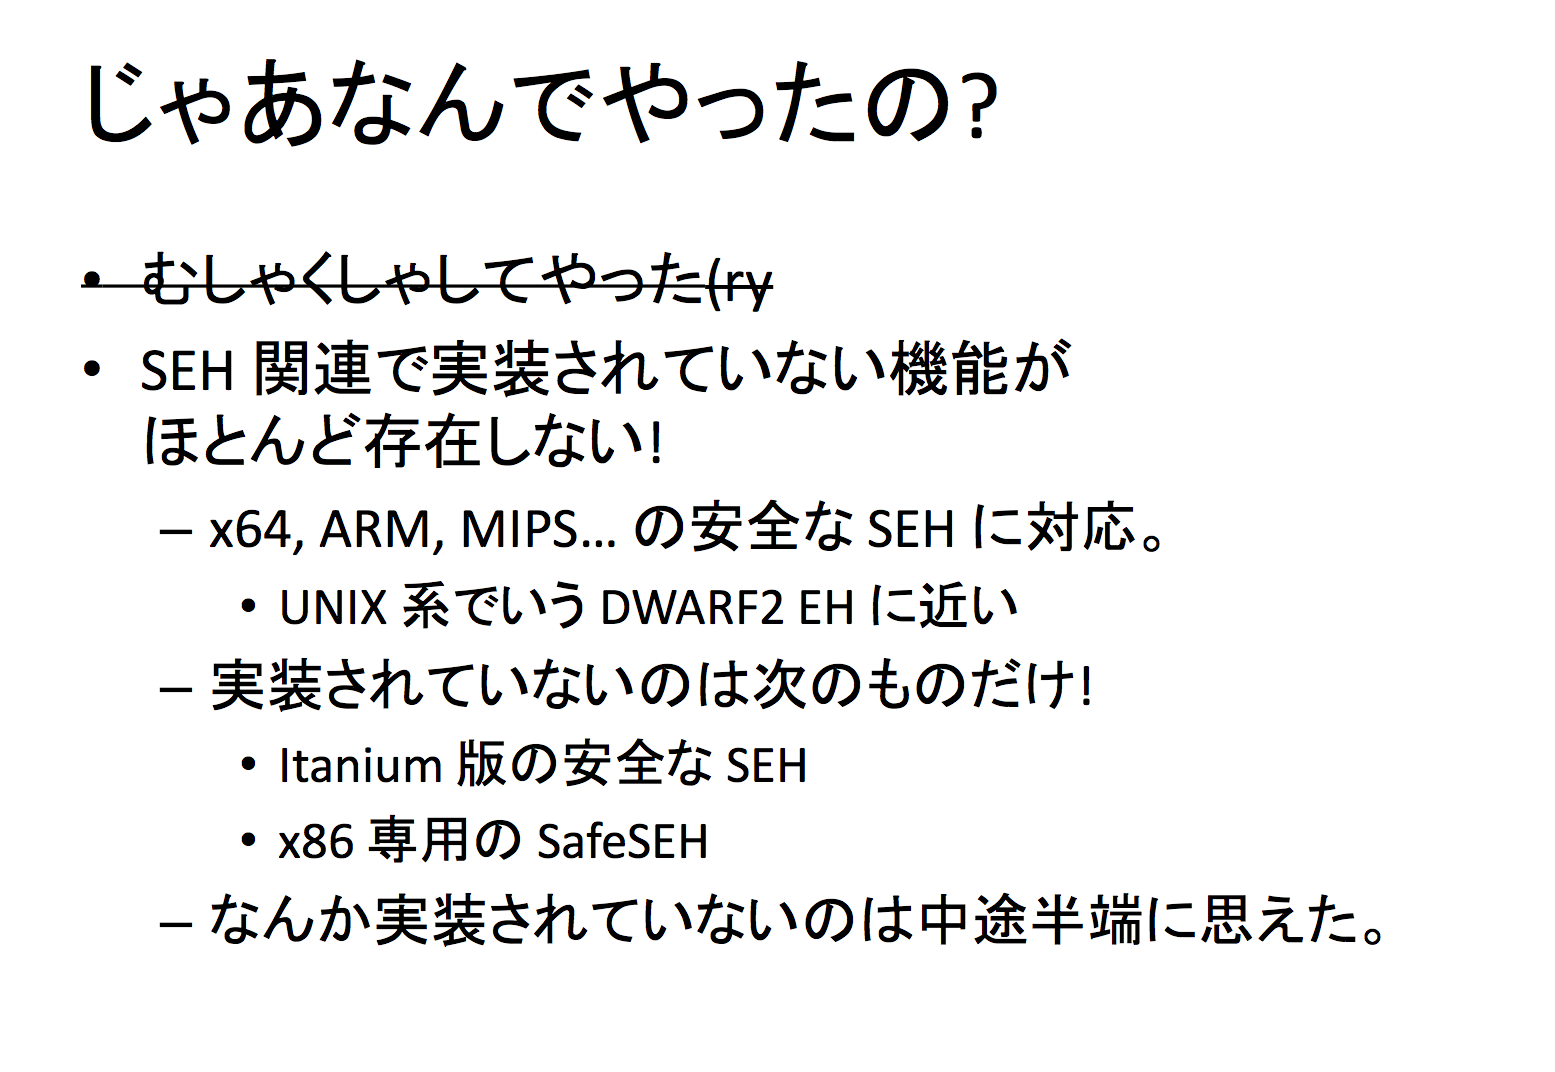 じゃあなんでやったの?
• むしゃくしゃしてやった(ry
• SEH 関連で実装されていない機能が
ほとんど存在しない!
– x64, ARM, MIPS... の安全な SEH に対応。
• UNIX 系でいう DWARF2 EH に近い
– 実装されていないのは次のものだけ!
• Itanium 版の安全な SEH
• x86 専用の SafeSEH
– なんか実装されていないのは中途半端に思えた。